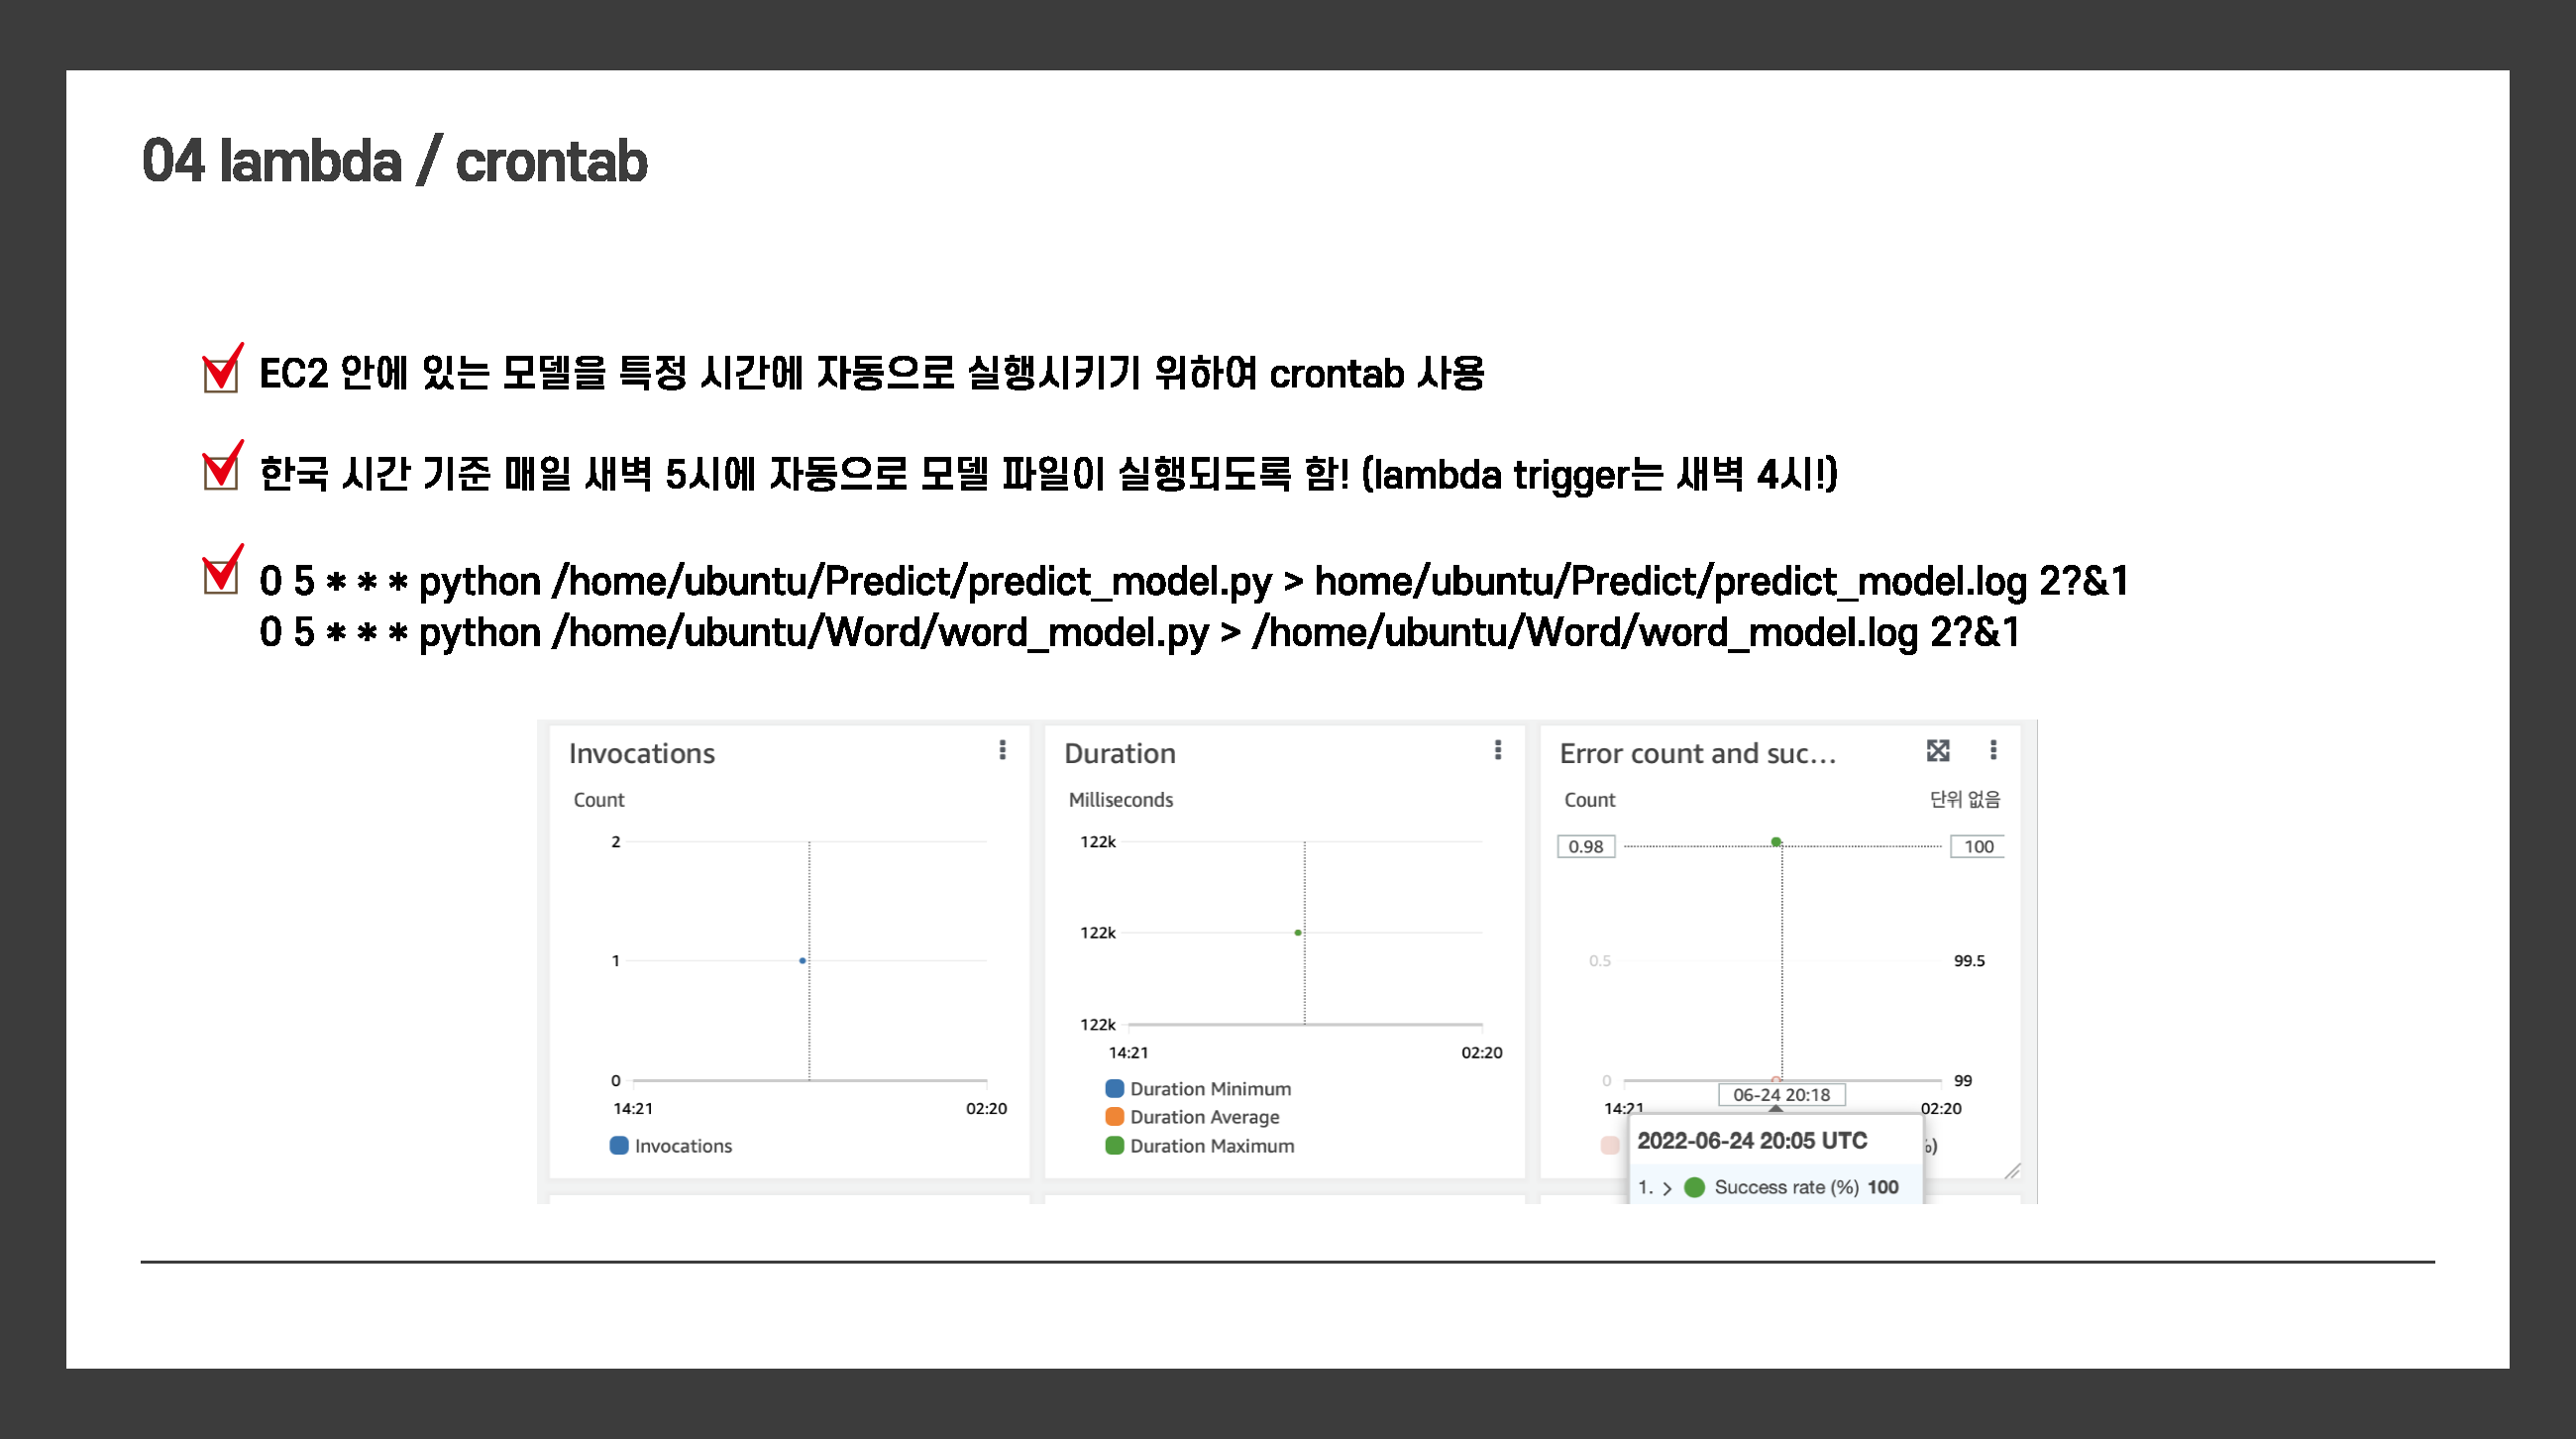 04 lambda / crontab
EC2 안에 있는 모델을 특정 시간에 자동으로 실행시키기 위하여 crontab 사용
한국 시간 기준 매일 새벽 5시에 자동으로 모델 파일이 실행되도록 함! (lambda trigger는 새벽 4시!)
0 5 * * * python /home/ubuntu/Predict/predict_model.py > home/ubuntu/Predict/predict_model.log 2?&1
0 5 * * * python /home/ubuntu/Word/word_model.py > /home/ubuntu/Word/word_model.log 2?&1
Invocations
Count
2
1
0
14:21 02:20
Invocations
Duration
Milliseconds
122k
122k
122k
14:21 02:20
Duration Minimum
Duration Average
Duration Maximum
Error count and suc...
Count 단위 없음
0.98 100
0.5 99.5
0 99
06-24 20:18
14:21 02:20
2022-06-24 20:05 UTC
%)
1. > Success rate (%) 100